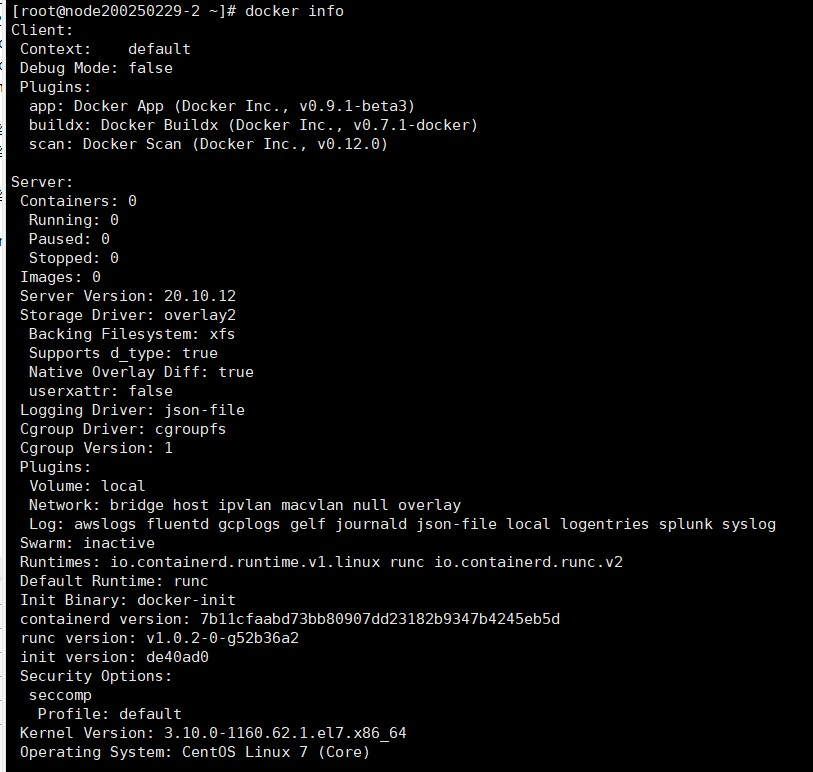 [root@node200250229-2 ~]# docker info
Client:
 Context:    default
 Debug Mode: false
 Plugins:
  app: Docker App (Docker Inc., v0.9.1-beta3)
  buildx: Docker Buildx (Docker Inc., v0.7.1-docker)
  scan: Docker Scan (Docker Inc., v0.12.0)

Server:
 Containers: 0
  Running: 0
  Paused: 0
  Stopped: 0
 Images: 0
 Server Version: 20.10.12
 Storage Driver: overlay2
  Backing Filesystem: xfs
  Supports d_type: true
  Native Overlay Diff: true
  userxattr: false
 Logging Driver: json-file
 Cgroup Driver: cgroupfs
 Cgroup Version: 1
 Plugins:
  Volume: local
  Network: bridge host ipvlan macvlan null overlay
  Log: awslogs fluentd gcplogs gelf journald json-file local logentries splunk syslog
 Swarm: inactive
 Runtimes: io.containerd.runtime.v1.linux runc io.containerd.runc.v2
 Default Runtime: runc
 Init Binary: docker-init
 containerd version: 7b11cfaabd73bb80907dd23182b9347b4245eb5d
 runc version: v1.0.2-0-g52b36a2
 init version: de40ad0
 Security Options:
  seccomp
   Profile: default
 Kernel Version: 3.10.0-1160.62.1.el7.x86_64
 Operating System: CentOS Linux 7 (Core)